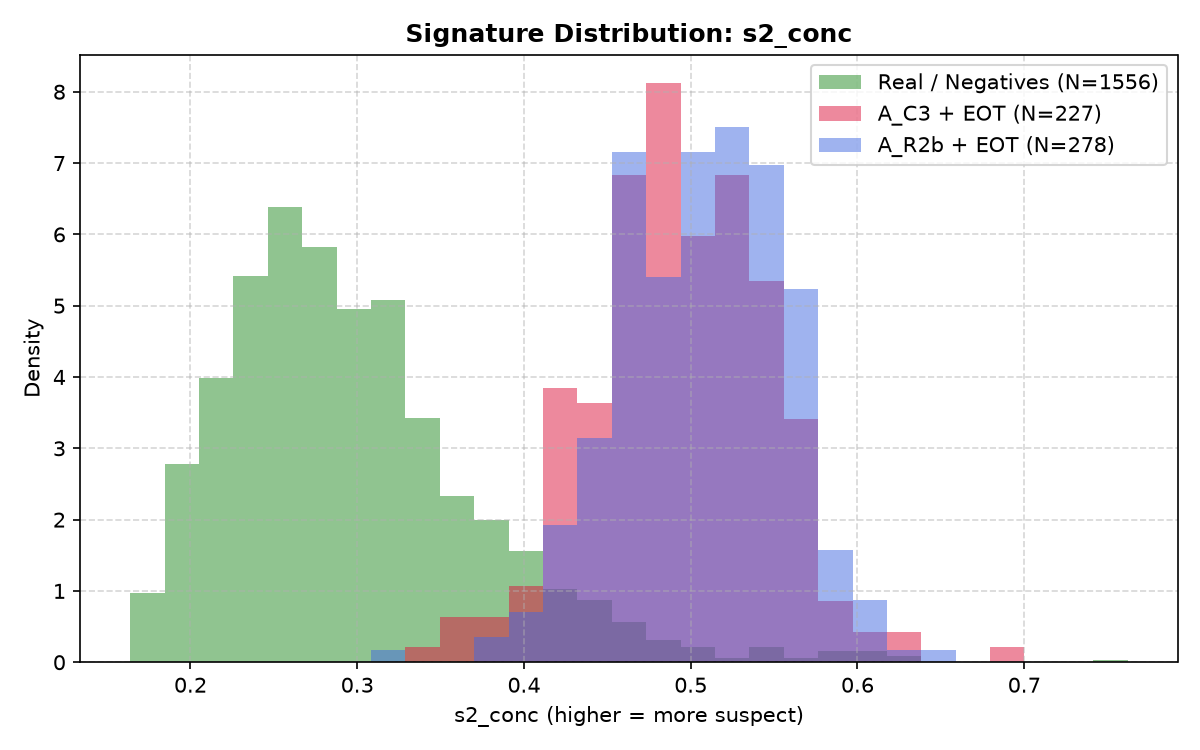 Signature Distribution: s2_conc
Real / Negatives (N=1556)
A_C3 + EOT (N=227)
A_R2b + EOT (N=278)
Density
8
7
6
5
4
3
2
1
0
0.2 0.3 0.4 0.5 0.6 0.7
s2_conc (higher = more suspect)